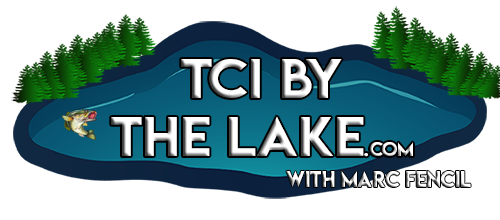 TCI BY
THE LAKE.COM
WITH MARC FENCIL